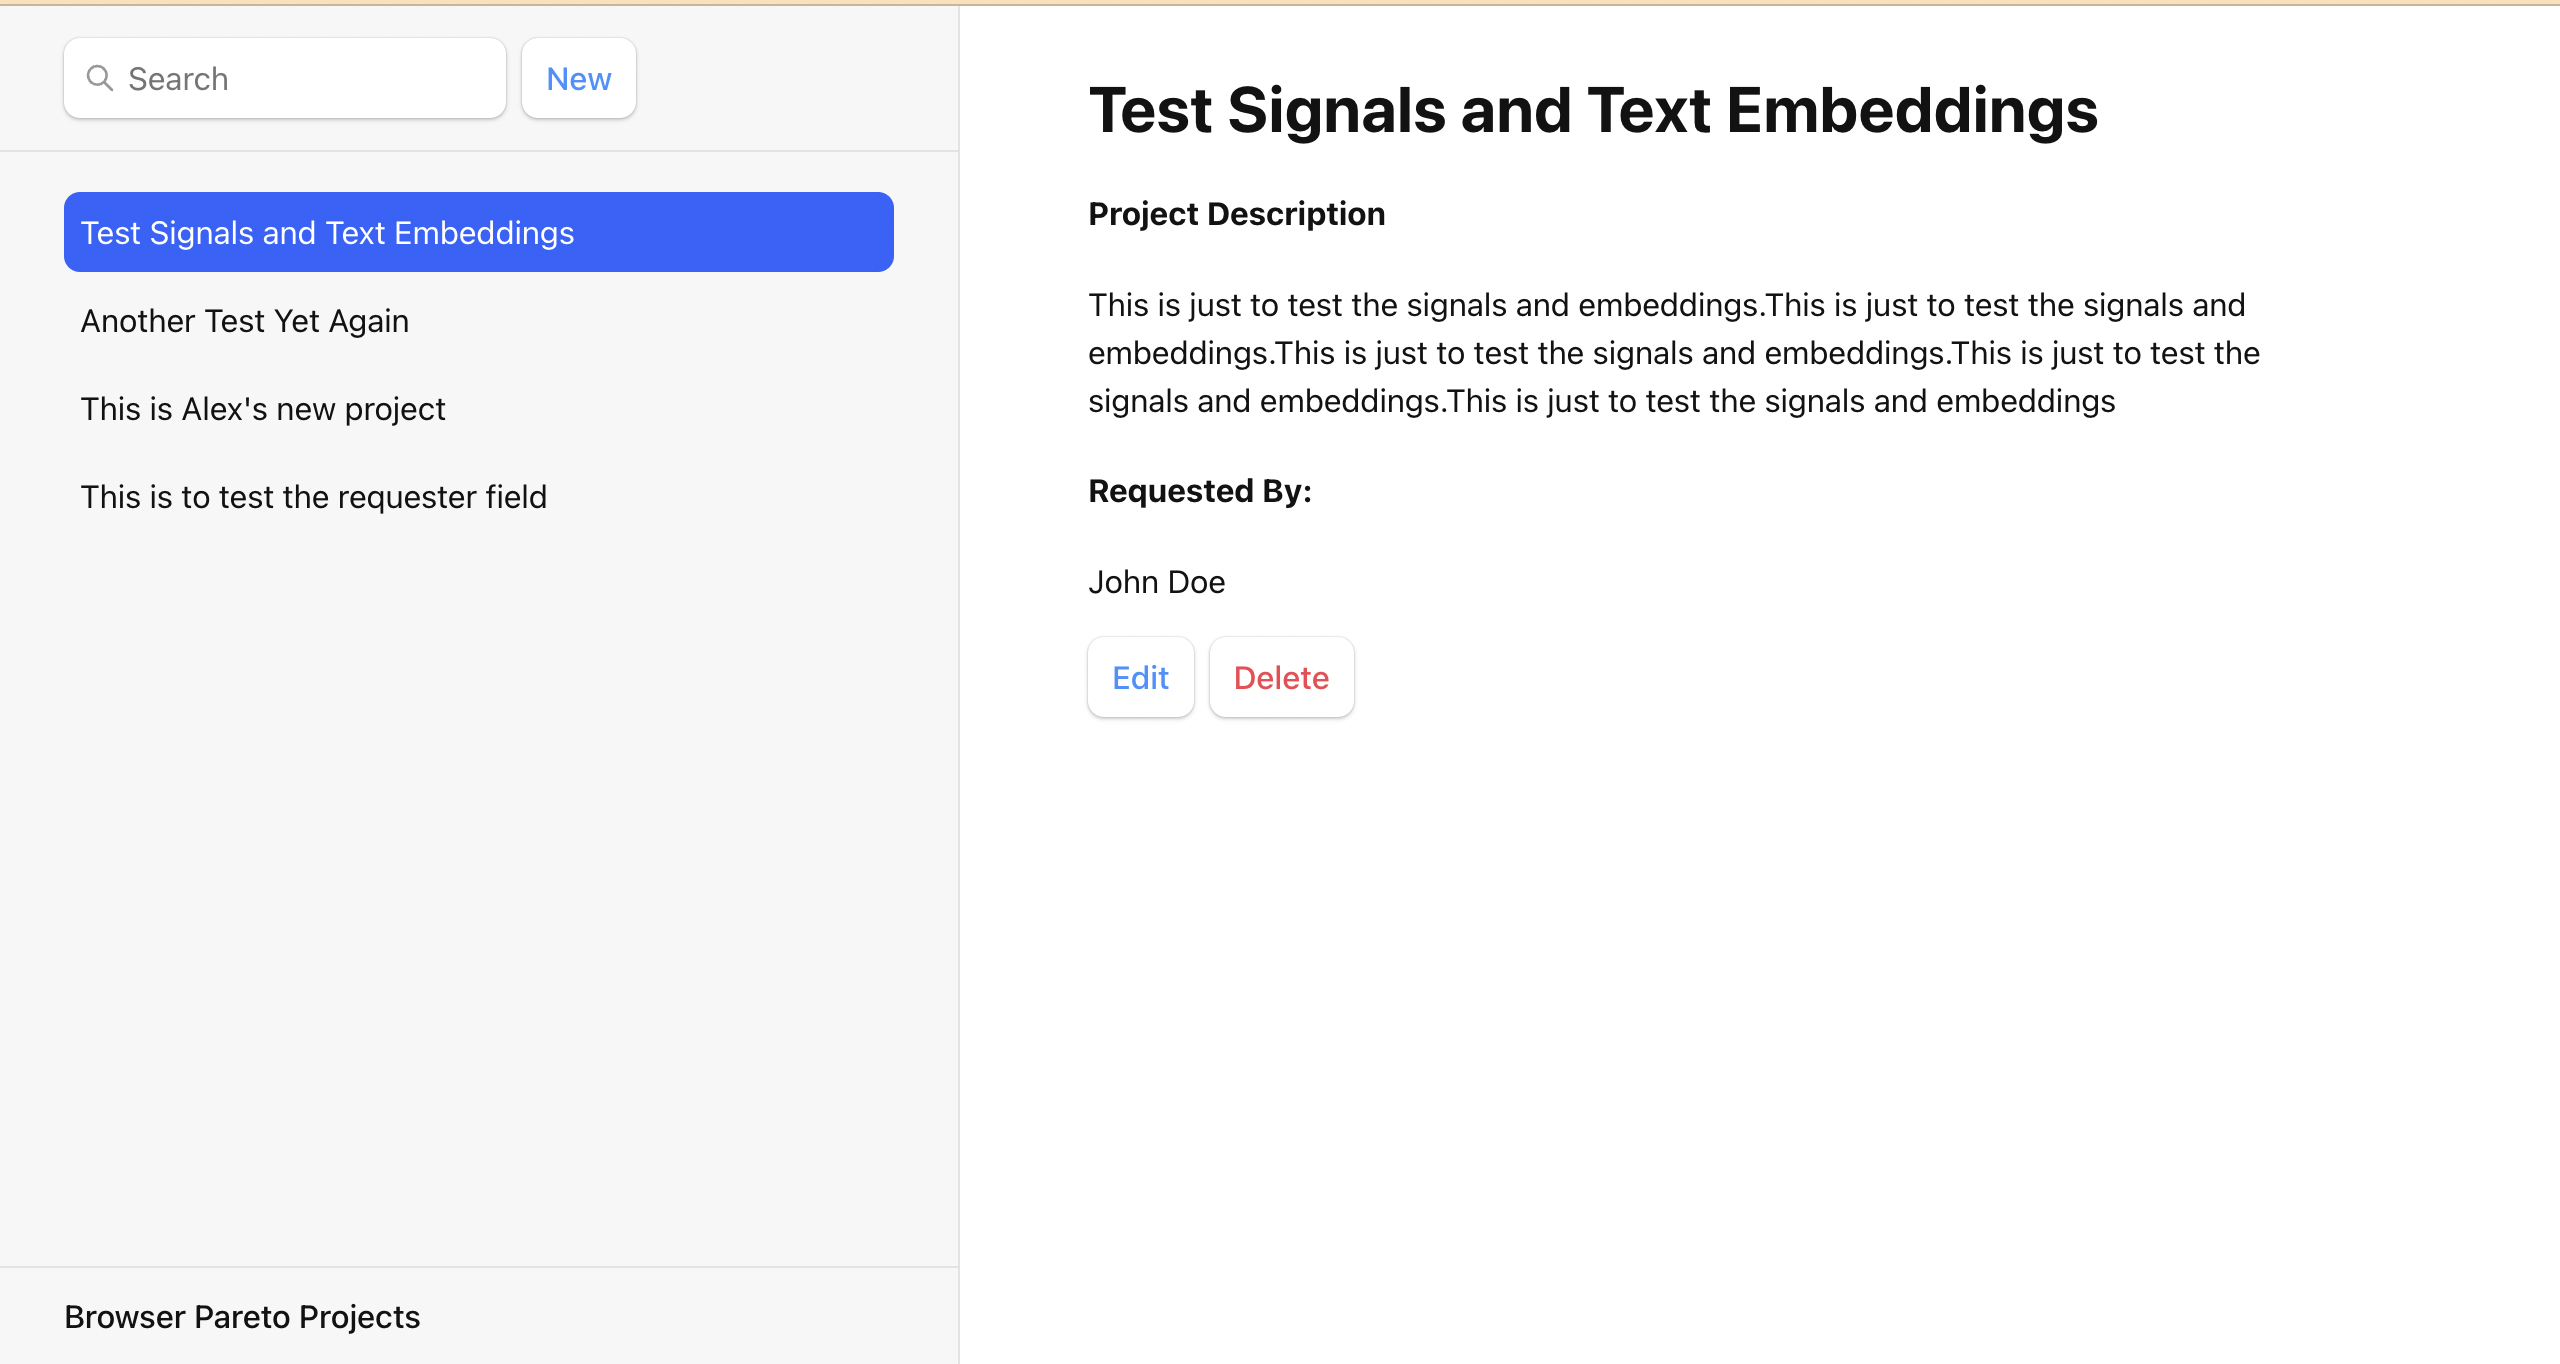 Search
New
Test Signals and Text Embeddings
Another Test Yet Again
This is Alex's new project
This is to test the requester field
Browser Pareto Projects
Test Signals and Text Embeddings
Project Description
This is just to test the signals and embeddings.This is just to test the signals and
embeddings.This is just to test the signals and embeddings.This is just to test the
signals and embeddings.This is just to test the signals and embeddings
Requested By:
John Doe
Edit
Delete